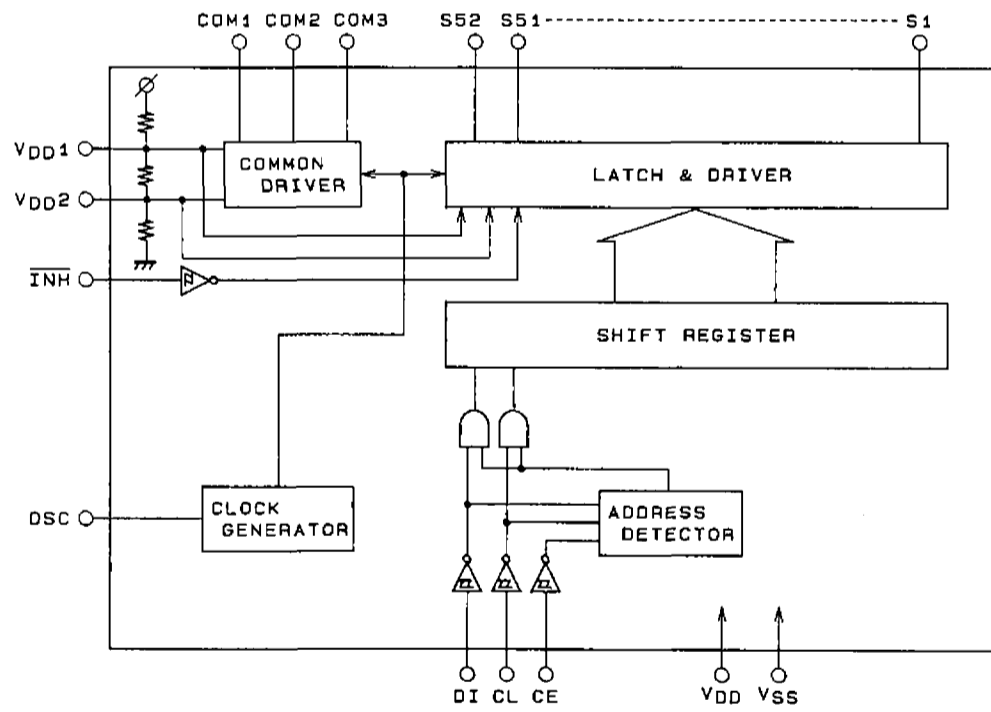 COM1 COM2 COM3 S52 S51 S1
VDD1
COMMON
DRIVER
LATCH & DRIVER
VDD2
INH
SHIFT REGISTER
OSC
CLOCK
GENERATOR
ADDRESS
DETECTOR
DI CL CE VDD VSS